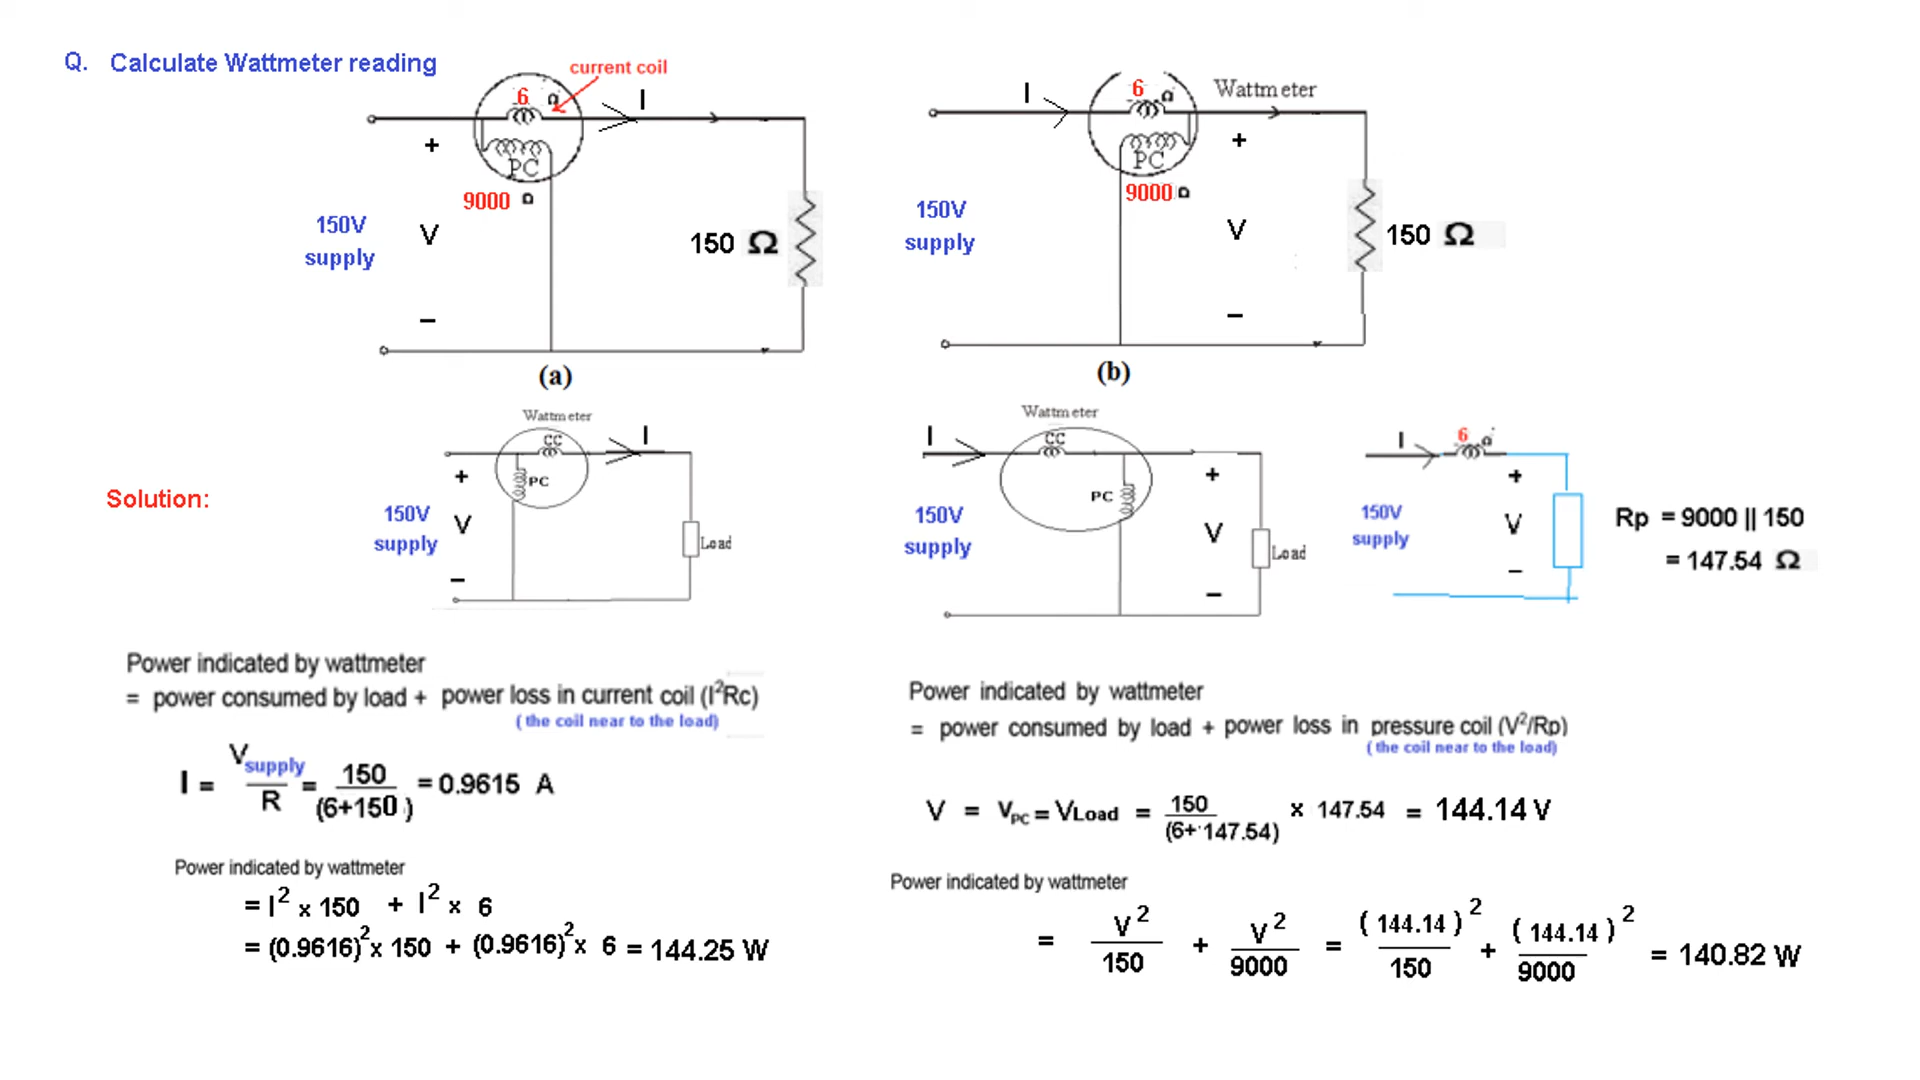 Q. Calculate Wattmeter reading
current coil
6 Ω
I
+
PC
9000 Ω
150V
supply
V
150 Ω
−
(a)
I
6 Ω
Wattmeter
+
PC
9000 Ω
150V
supply
V
150 Ω
−
(b)
Solution:
Wattmeter
CC
I
+
PC
150V
supply
V
Load
−
Wattmeter
I
CC
+
PC
150V
supply
V
Load
−
I
6 Ω
+
150V
supply
V
−
Rp = 9000 || 150
= 147.54 Ω
Power indicated by wattmeter
= power consumed by load + power loss in current coil (I²Rc)
( the coil near to the load)
I = Vsupply / R = 150 / (6+150 ) = 0.9615 A
Power indicated by wattmeter
= I² x 150 + I² x 6
= (0.9616)² x 150 + (0.9616)² x 6 = 144.25 W
Power indicated by wattmeter
= power consumed by load + power loss in pressure coil (V²/Rp)
( the coil near to the load)
V = VPC = VLoad = 150 / (6+ 147.54) x 147.54 = 144.14 V
Power indicated by wattmeter
= V² / 150 + V² / 9000 = ( 144.14 )² / 150 + ( 144.14 )² / 9000 = 140.82 W